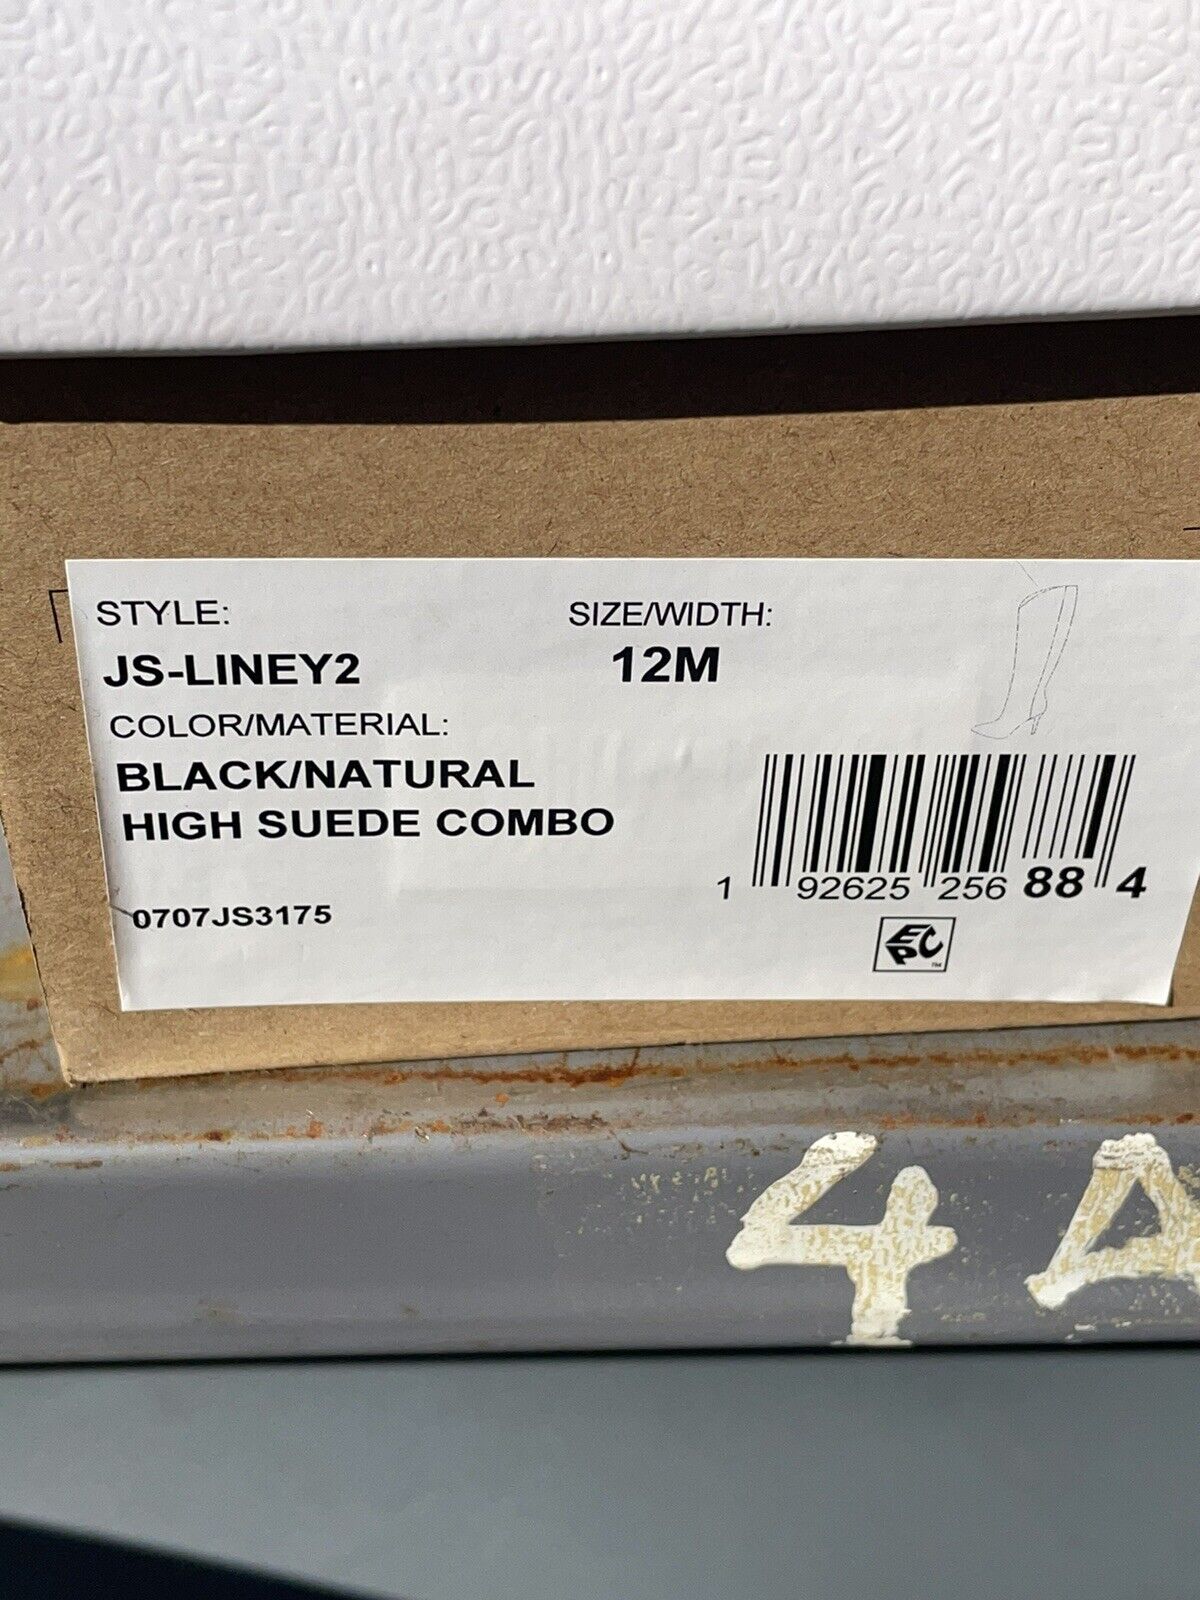 STYLE: SIZE/WIDTH:
JS-LINEY2 12M
COLOR/MATERIAL:
BLACK/NATURAL
HIGH SUEDE COMBO
1 92625 256 88 4
0707JS3175
EPC™
4A